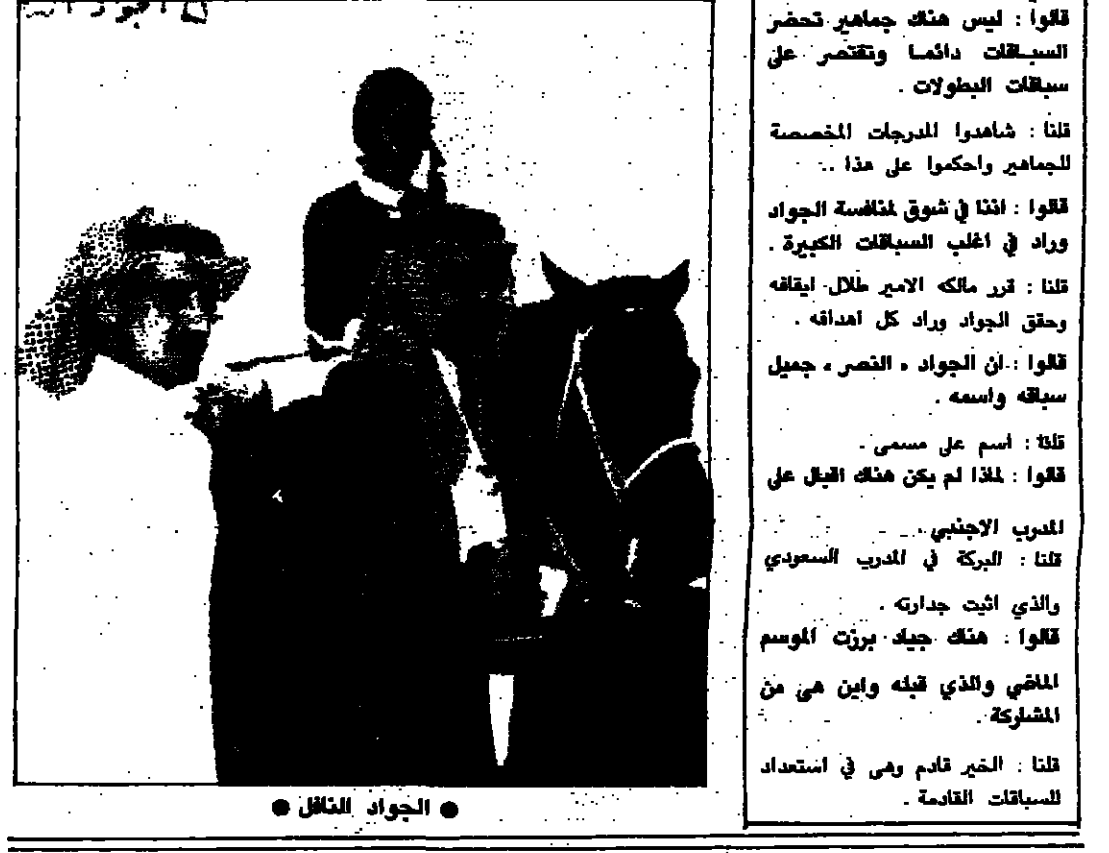 قالوا : ليس هناك جماهير تحضر
السباقات دائما وتقتصر على
سباقات البطولات .
قلنا : شاهدوا المدرجات المخصصة
للجماهير واحكموا على هذا ..
قالوا : اننا في شوق لمنافسة الجواد
وراد في اغلب السباقات الكبيرة .
قلنا : قرر مالكه الامير طلال ايقافه
وحقق الجواد وراد كل اهدافه .
قالوا : ان الجواد « النصر » جميل
سباقه واسمه .
قلنا : اسم على مسمى .
قالوا : لماذا لم يكن هناك اقبال على
المدرب الاجنبي .
قلنا : البركة في المدرب السعودي
والذي اثبت جدارته .
قالوا : هناك جياد برزت الموسم
الماضي والذي قبله واين هي من
المشاركة .
قلنا : الخير قادم وهي في استعداد
للسباقات القادمة .
● الجواد النافل ●